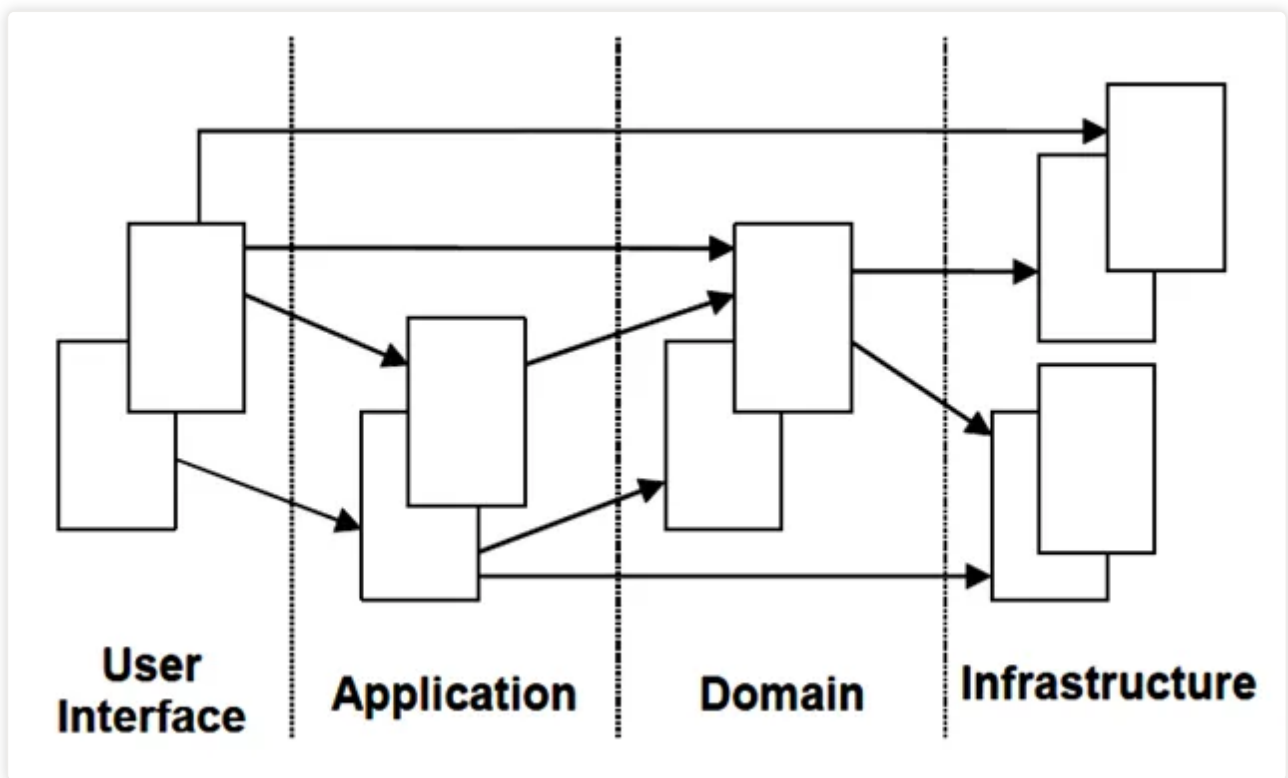 User
Interface
Application
Domain
Infrastructure